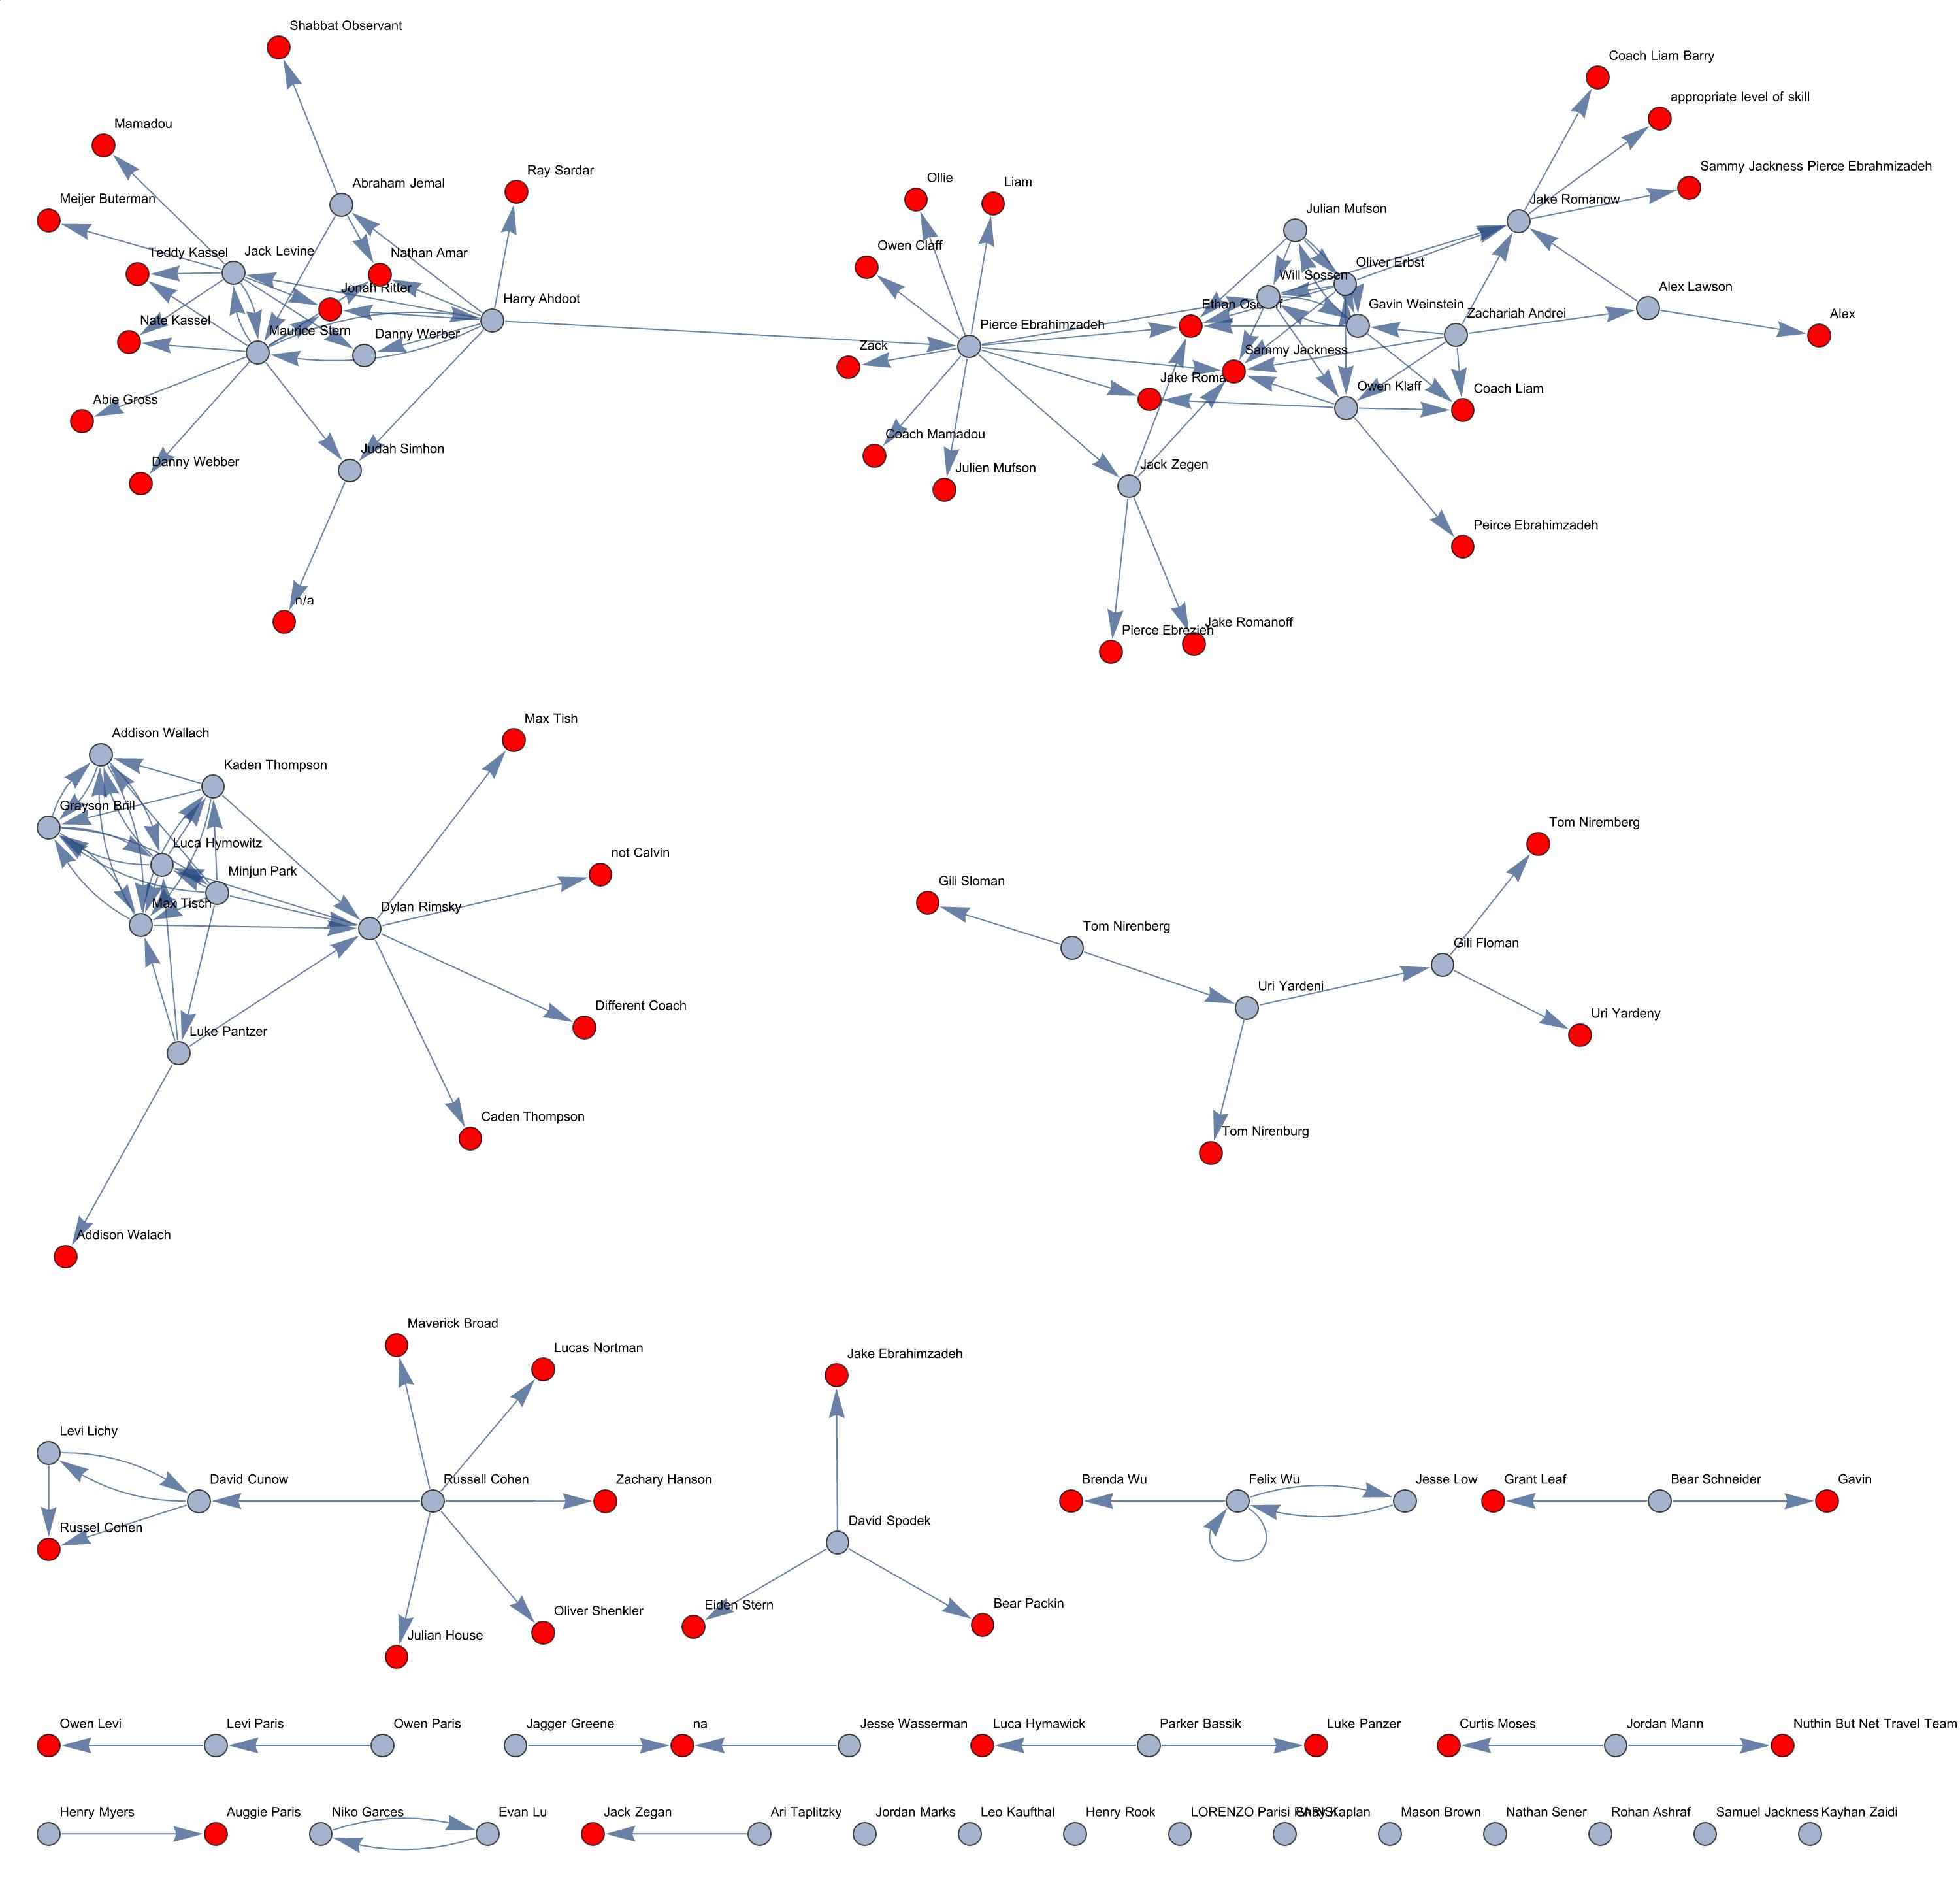 Shabbat Observant
Coach Liam Barry
appropriate level of skill
Mamadou
Ray Sardar
Sammy Jackness Pierce Ebrahmizadeh
Abraham Jemal
Ollie
Liam
Meijer Buterman
Jake Romanow
Julian Mufson
Teddy Kassel
Jack Levine
Nathan Amar
Owen Claff
Oliver Erbst
Will Sossen
Jonah Ritter
Alex Lawson
Harry Ahdoot
Gavin Weinstein
Zachariah Andrei
Alex
Nate Kassel
Maurice Stern
Danny Werber
Pierce Ebrahimzadeh
Zack
Sammy Jackness
Owen Klaff
Coach Liam
Abie Gross
Coach Mamadou
Judah Simhon
Danny Webber
Julien Mufson
Jack Zegen
Peirce Ebrahimzadeh
n/a
Pierce Ebrezieh
Jake Romanoff
Max Tish
Addison Wallach
Kaden Thompson
Grayson Brill
Tom Niremberg
Luca Hymowitz
not Calvin
Minjun Park
Gili Sloman
Max Tisch
Dylan Rimsky
Tom Nirenberg
Gili Floman
Uri Yardeni
Different Coach
Uri Yardeny
Luke Pantzer
Caden Thompson
Tom Nirenburg
Addison Walach
Maverick Broad
Lucas Nortman
Jake Ebrahimzadeh
Levi Lichy
David Cunow
Russell Cohen
Zachary Hanson
Brenda Wu
Felix Wu
Jesse Low
Grant Leaf
Bear Schneider
Gavin
Russel Cohen
David Spodek
Eiden Stern
Bear Packin
Oliver Shenkler
Julian House
Owen Levi
Levi Paris
Owen Paris
Jagger Greene
na
Jesse Wasserman
Luca Hymawick
Parker Bassik
Luke Panzer
Curtis Moses
Jordan Mann
Nuthin But Net Travel Team
Henry Myers
Auggie Paris
Niko Garces
Evan Lu
Jack Zegan
Ari Taplitzky
Jordan Marks
Leo Kaufthal
Henry Rook
LORENZO Parisi
Kaplan
Mason Brown
Nathan Sener
Rohan Ashraf
Samuel Jackness
Kayhan Zaidi